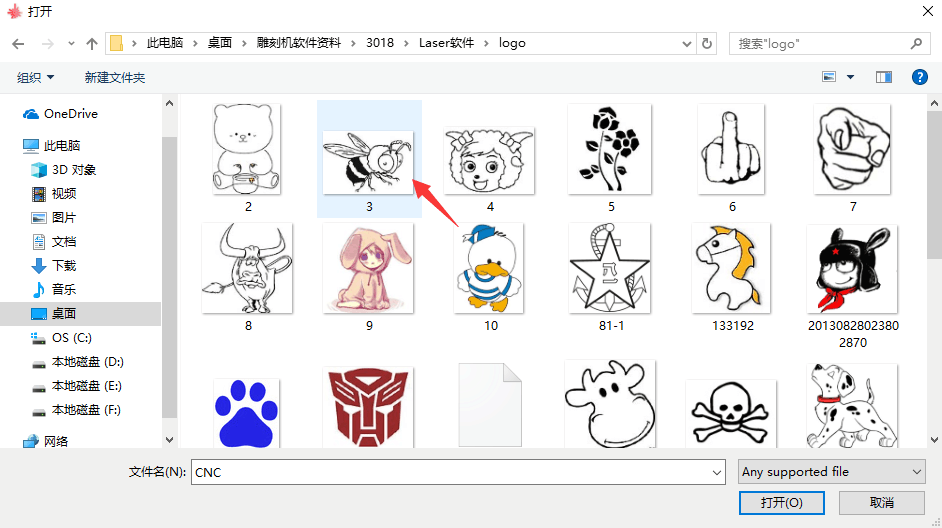 打开
此电脑 > 桌面 > 雕刻机软件资料 > 3018 > Laser软件 > logo
搜索"logo"
组织
新建文件夹
OneDrive
此电脑
3D 对象
视频
图片
文档
下载
音乐
桌面
OS (C:)
本地磁盘 (D:)
本地磁盘 (E:)
本地磁盘 (F:)
网络
2
3
4
5
6
7
8
9
10
81-1
133192
2013082802380
2870
八一
文件名(N):
CNC
Any supported file
打开(O)
取消